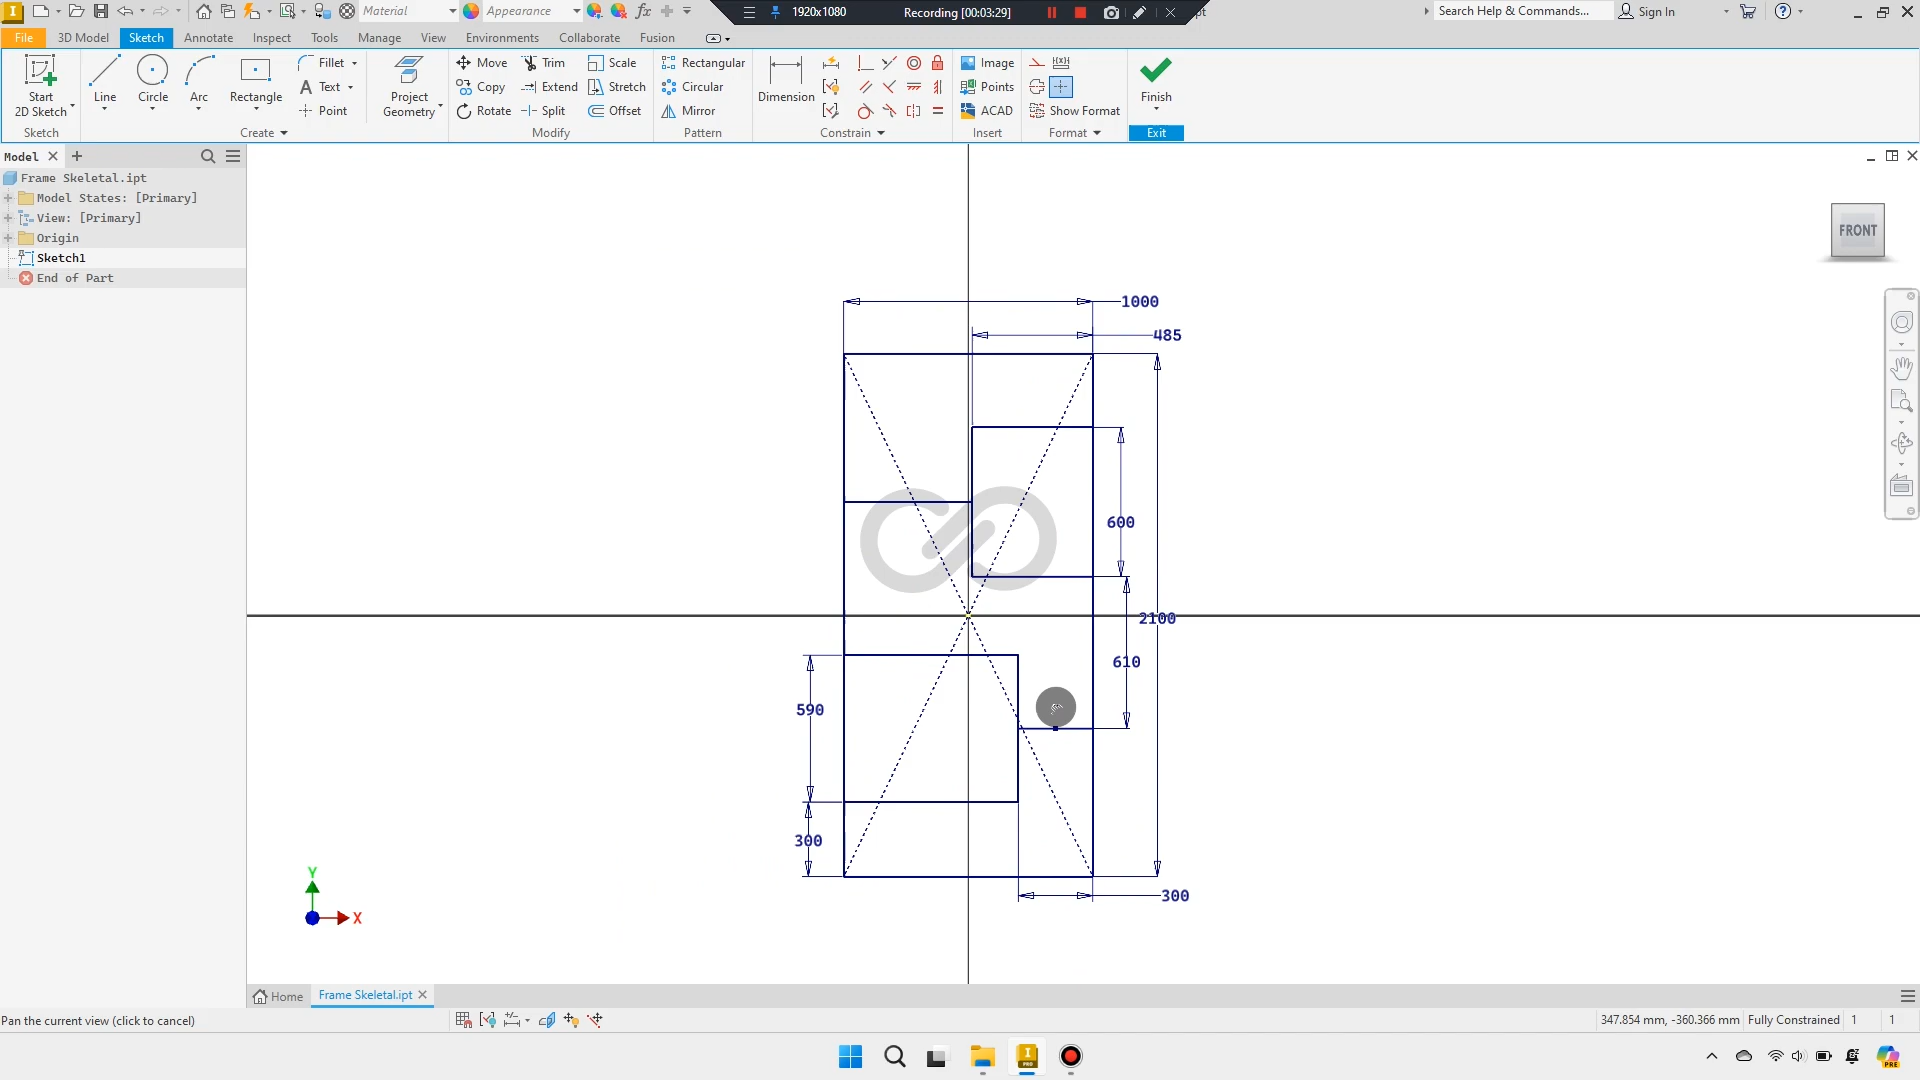 Material
Appearance
fx
1920x1080
Recording [00:03:29]
pt
Search Help & Commands...
Sign In
File
3D Model
Sketch
Annotate
Inspect
Tools
Manage
View
Environments
Collaborate
Fusion
Start
2D Sketch
Line
Circle
Arc
Rectangle
Fillet
Text
Point
Project
Geometry
Move
Copy
Rotate
Trim
Extend
Split
Scale
Stretch
Offset
Rectangular
Circular
Mirror
Dimension
Image
Points
ACAD
Show Format
Finish
Sketch
Create
Modify
Pattern
Constrain
Insert
Format
Exit
Model
Frame Skeletal.ipt
Model States: [Primary]
View: [Primary]
Origin
Sketch1
End of Part
FRONT
1000
485
600
2100
610
590
300
300
Y
X
Home
Frame Skeletal.ipt
Pan the current view (click to cancel)
347.854 mm, -360.366 mm
Fully Constrained
1
1